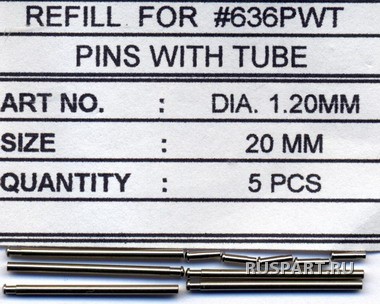 REFILL FOR #636PWT
PINS WITH TUBE
ART NO. : DIA. 1.20MM
SIZE : 20 MM
QUANTITY : 5 PCS
RUSPART.RU